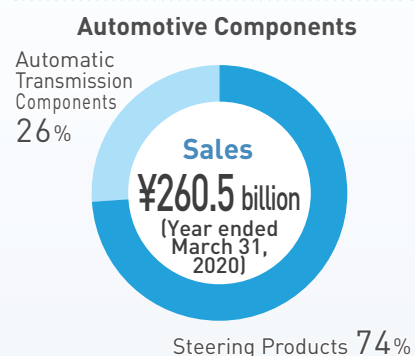 Automotive Components
Automatic
Transmission
Components
26%
Sales
¥260.5 billion
(Year ended
March 31,
2020)
Steering Products 74%